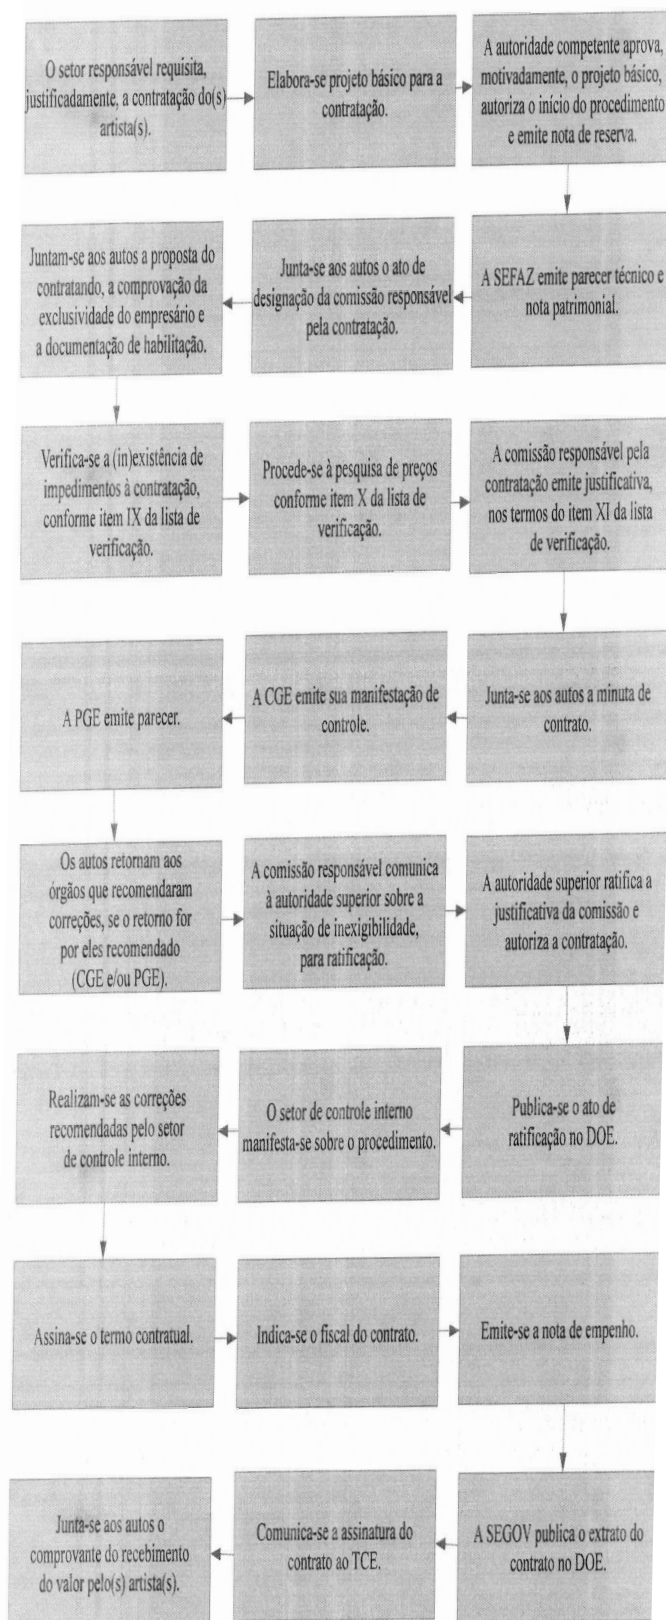 O setor responsável requisita,
justificadamente, a contratação do(s)
artista(s).
Elabora-se projeto básico para a
contratação.
A autoridade competente aprova,
motivadamente, o projeto básico,
autoriza o início do procedimento
e emite nota de reserva.
A SEFAZ emite parecer técnico e
nota patrimonial.
Junta-se aos autos o ato de
designação da comissão responsável
pela contratação.
Juntam-se aos autos a proposta do
contratando, a comprovação da
exclusividade do empresário e
a documentação de habilitação.
Verifica-se a (in)existência de
impedimentos à contratação,
conforme item IX da lista de
verificação.
Procede-se à pesquisa de preços
conforme item X da lista de
verificação.
A comissão responsável pela
contratação emite justificativa,
nos termos do item XI da lista
de verificação.
Junta-se aos autos a minuta de
contrato.
A CGE emite sua manifestação de
controle.
A PGE emite parecer.
Os autos retornam aos
órgãos que recomendaram
correções, se o retorno for
por eles recomendado
(CGE e/ou PGE).
A comissão responsável comunica
à autoridade superior sobre a
situação de inexigibilidade,
para ratificação.
A autoridade superior ratifica a
justificativa da comissão e
autoriza a contratação.
Publica-se o ato de
ratificação no DOE.
O setor de controle interno
manifesta-se sobre o procedimento.
Realizam-se as correções
recomendadas pelo setor
de controle interno.
Assina-se o termo contratual.
Indica-se o fiscal do contrato.
Emite-se a nota de empenho.
A SEGOV publica o extrato do
contrato no DOE.
Comunica-se a assinatura do
contrato ao TCE.
Junta-se aos autos o
comprovante do recebimento
do valor pelo(s) artista(s).